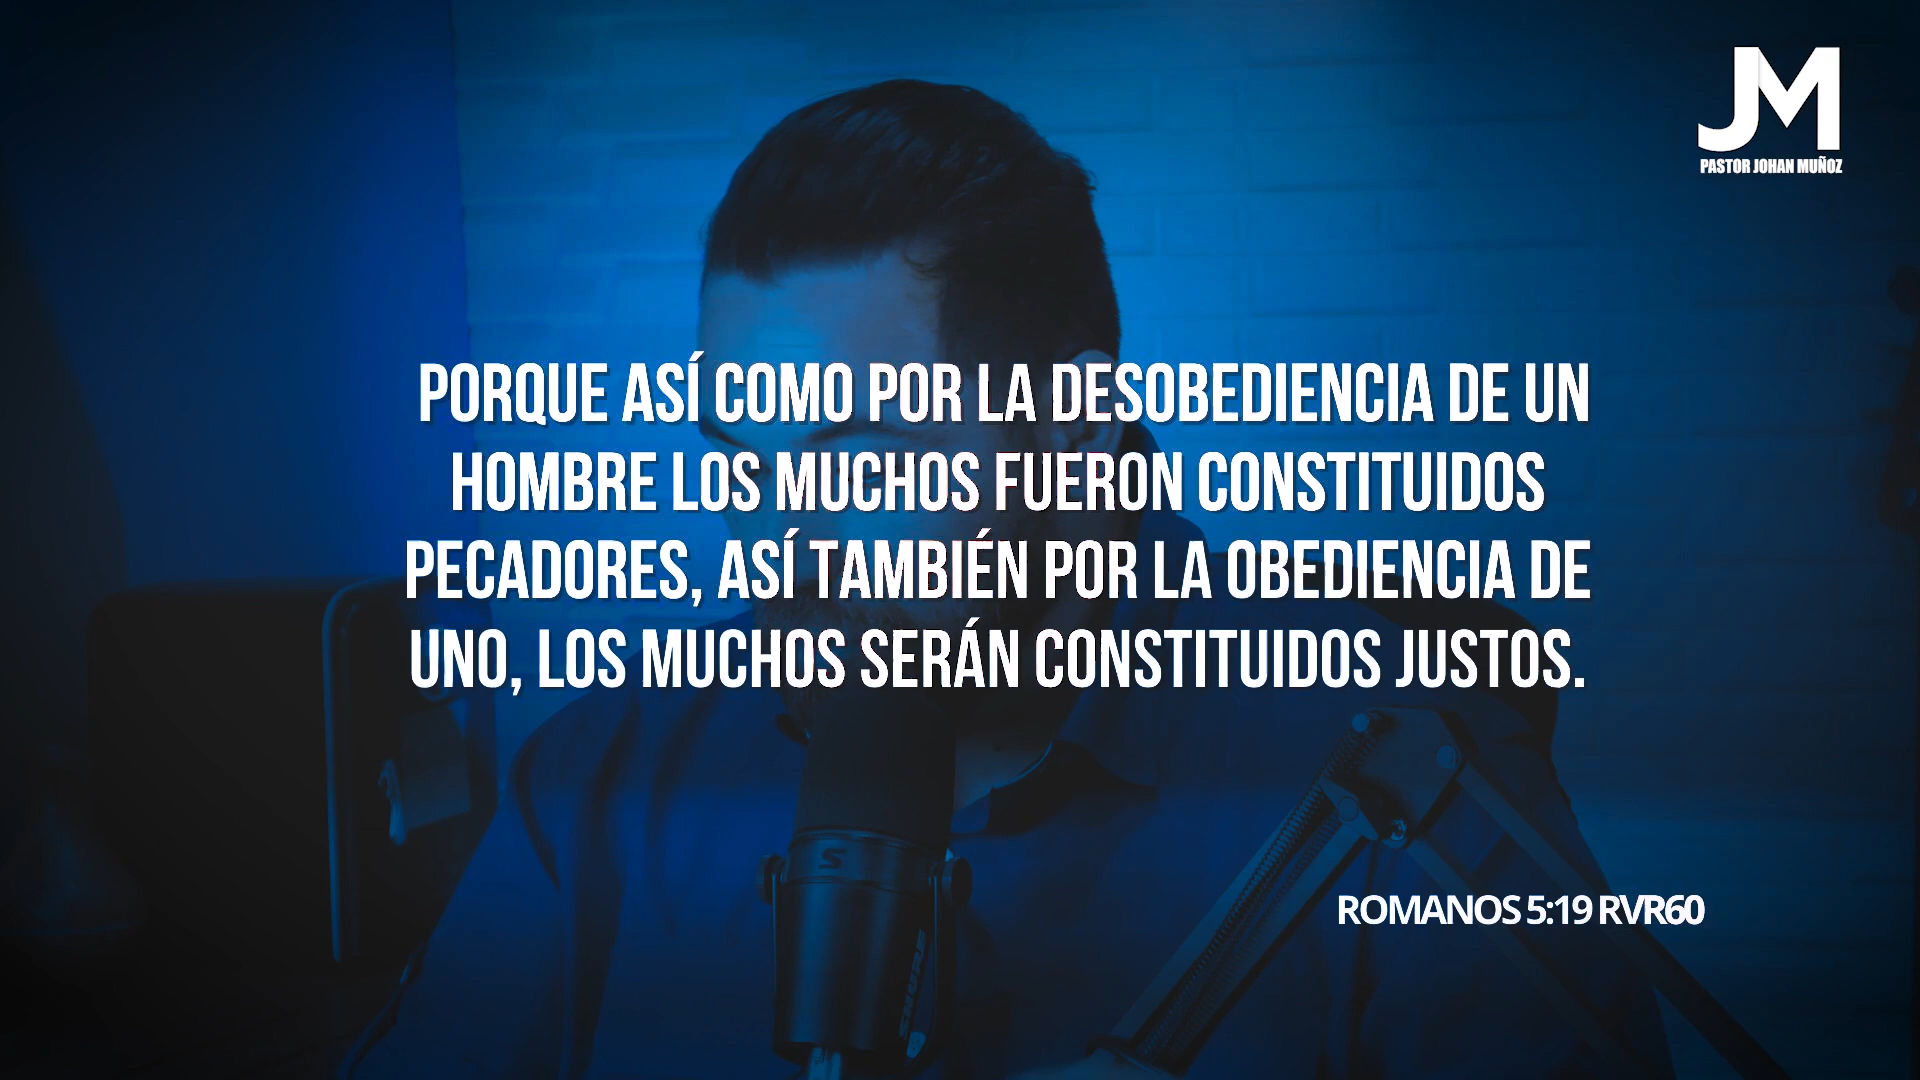 JM
PASTOR JOHAN MUÑOZ
PORQUE ASÍ COMO POR LA DESOBEDIENCIA DE UN
HOMBRE LOS MUCHOS FUERON CONSTITUIDOS
PECADORES, ASÍ TAMBIÉN POR LA OBEDIENCIA DE
UNO, LOS MUCHOS SERÁN CONSTITUIDOS JUSTOS.
ROMANOS 5:19 RVR60
SHURE